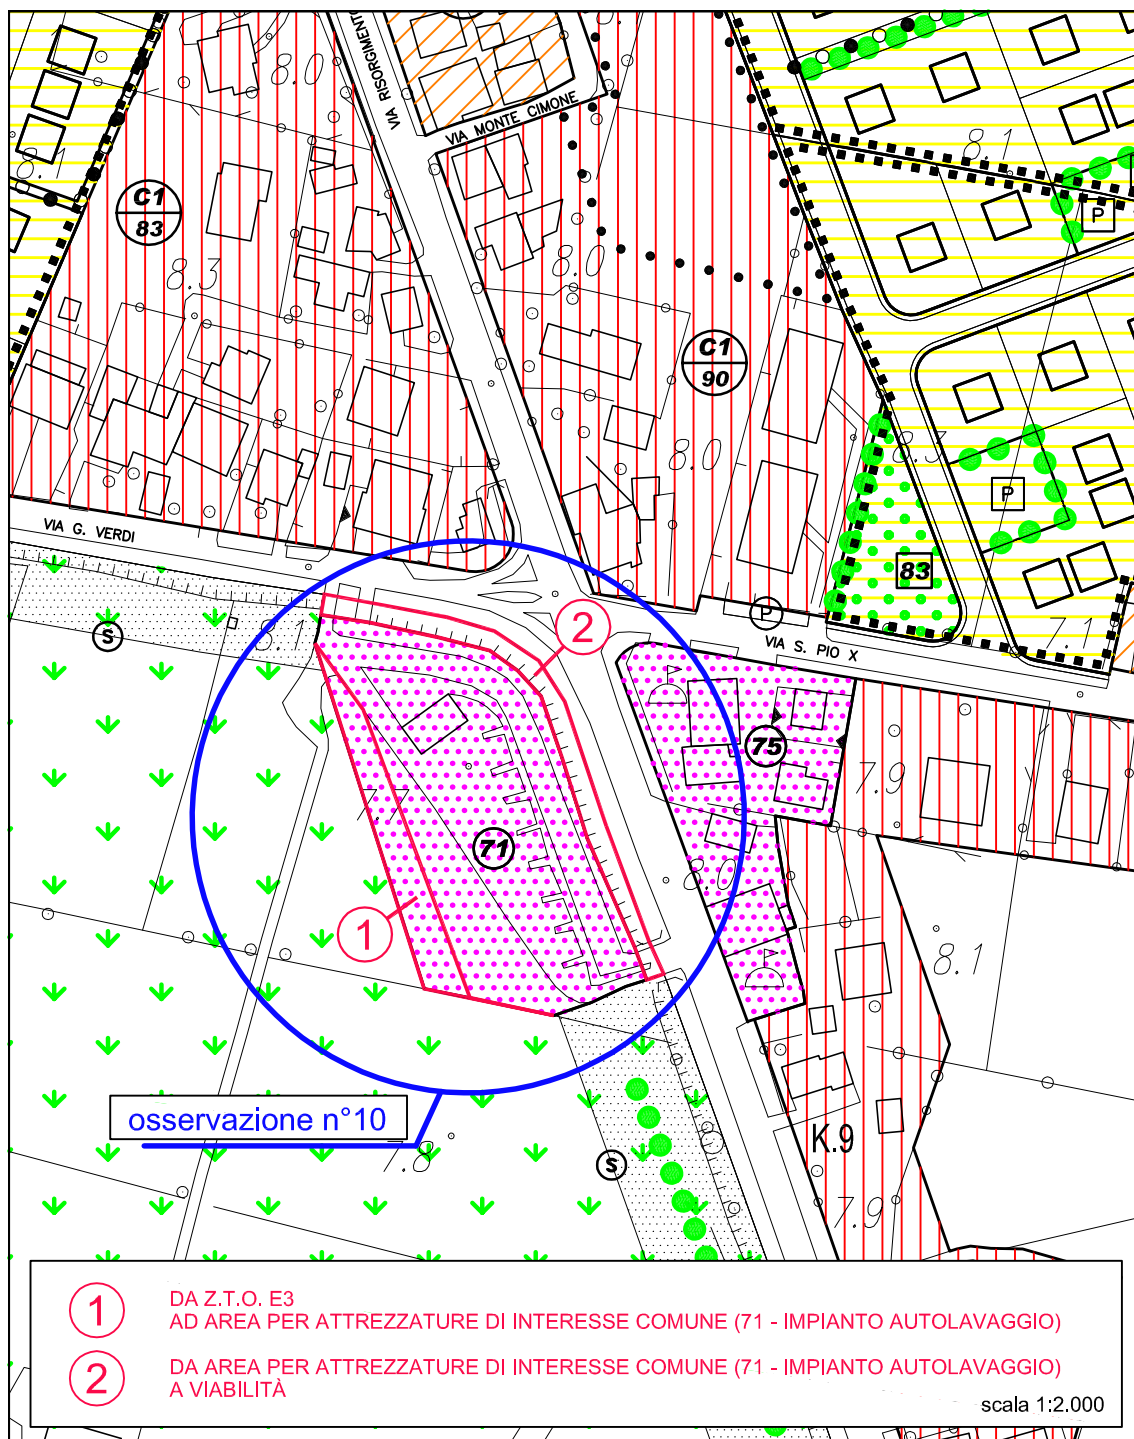 VIA RISORGIMENTO
VIA MONTE CIMONE
8.0
8.1
8.1
P
C1
83
8.3
8.0
C1
90
8.0
8.3
P
83
VIA G. VERDI
P
VIA S. PIO X
7.1
S
8.1
2
75
7.9
7.7
71
8.0
1
8.1
osservazione n°10
7.8
S
8
K.9
7.9
1
DA Z.T.O. E3
AD AREA PER ATTREZZATURE DI INTERESSE COMUNE (71 - IMPIANTO AUTOLAVAGGIO)
2
DA AREA PER ATTREZZATURE DI INTERESSE COMUNE (71 - IMPIANTO AUTOLAVAGGIO)
A VIABILITÀ
scala 1:2.000